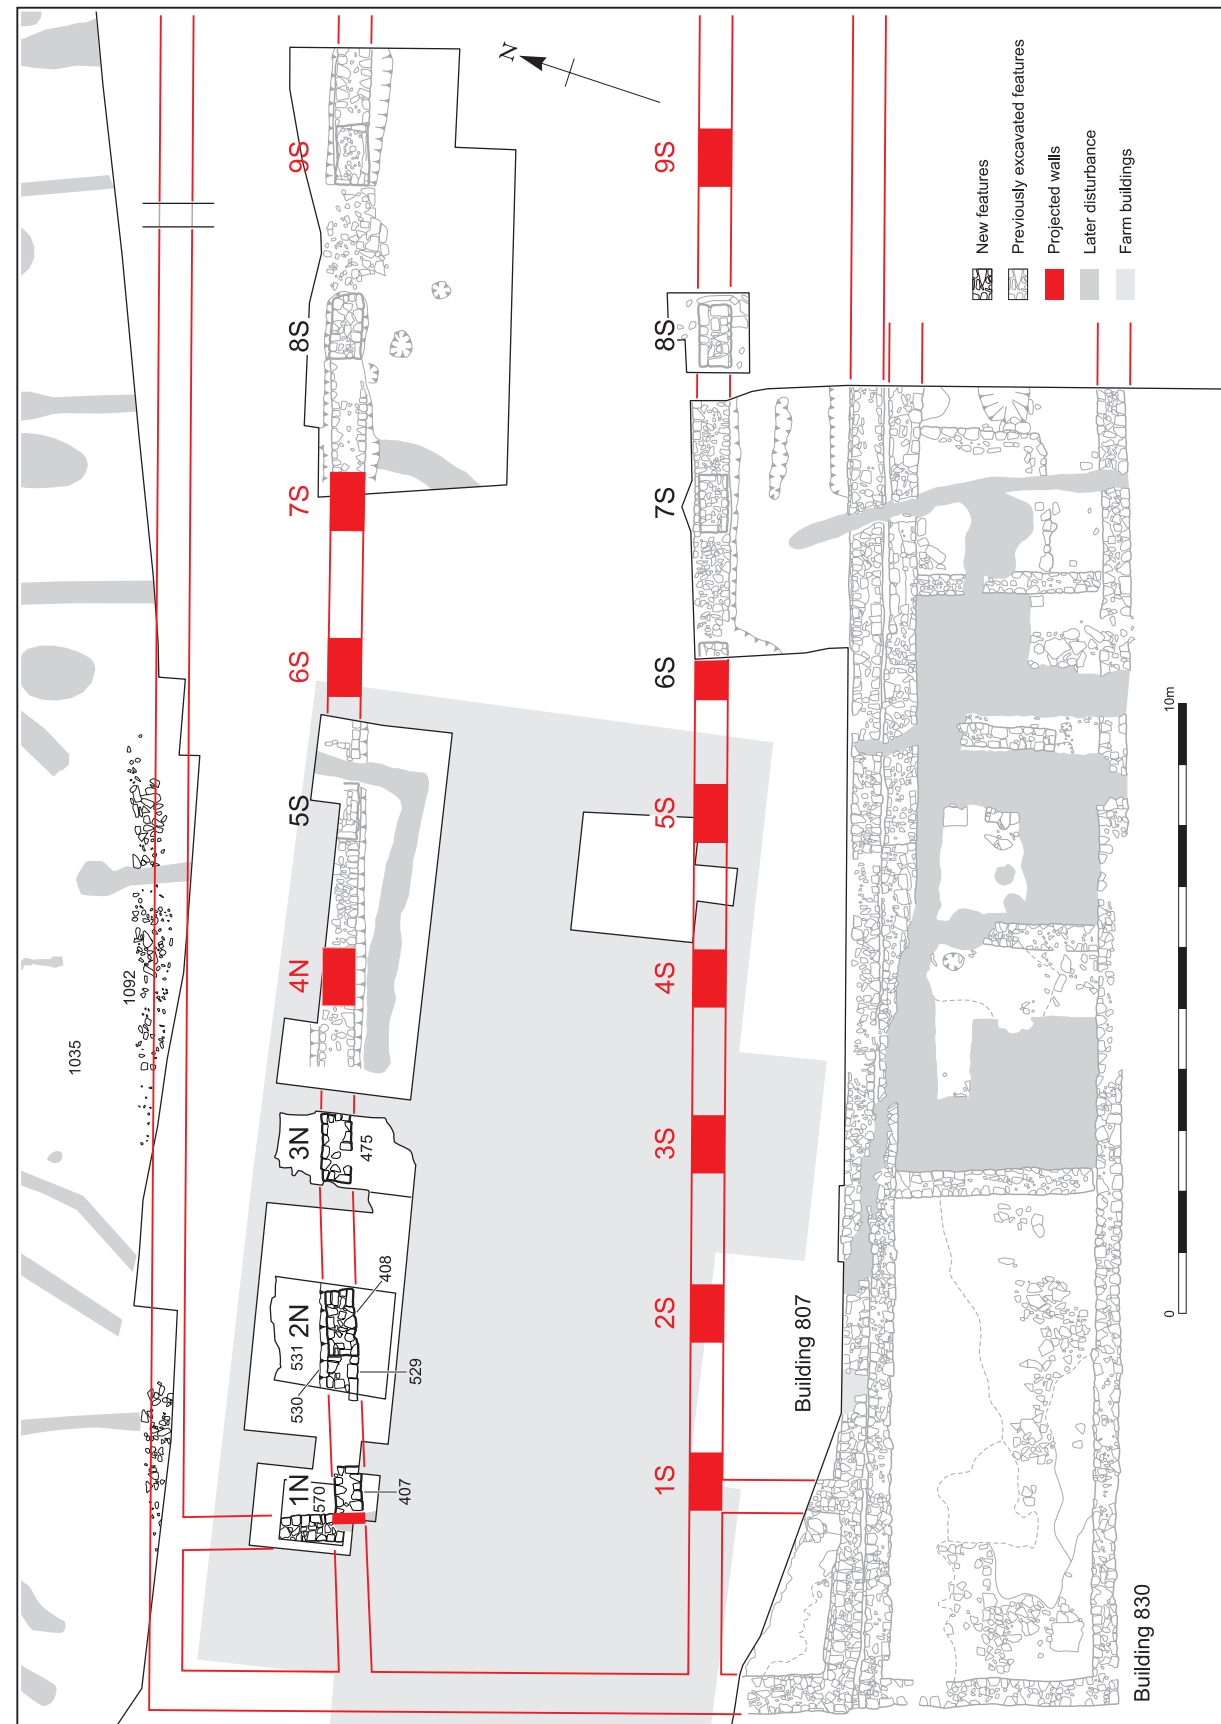 N
9S
9S
8S
8S
7S
7S
6S
6S
5S
5S
4N
4S
3N
3S
475
2N
2S
408
531
530
529
1N
1S
570
407
1092
1035
New features
Previously excavated features
Projected walls
Later disturbance
Farm buildings
Building 807
Building 830
0
10m